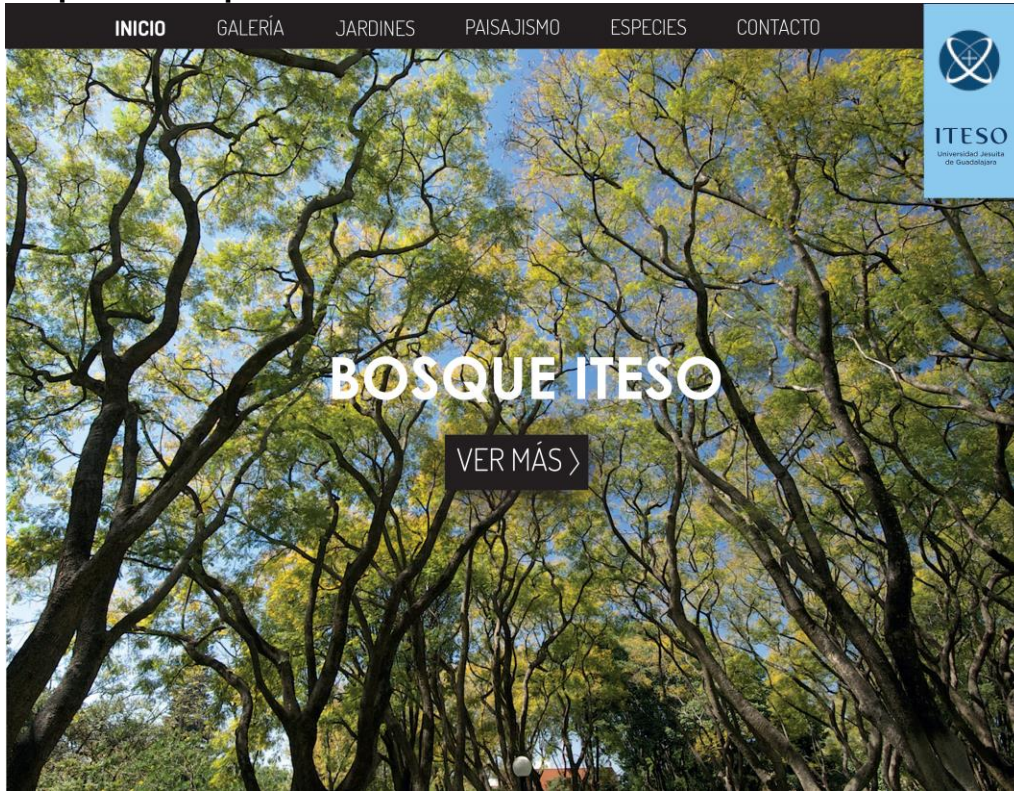 INICIO GALERÍA JARDINES PAISAJISMO ESPECIES CONTACTO
ITESO
Universidad Jesuita
de Guadalajara
BOSQUE ITESO
VER MÁS 〉